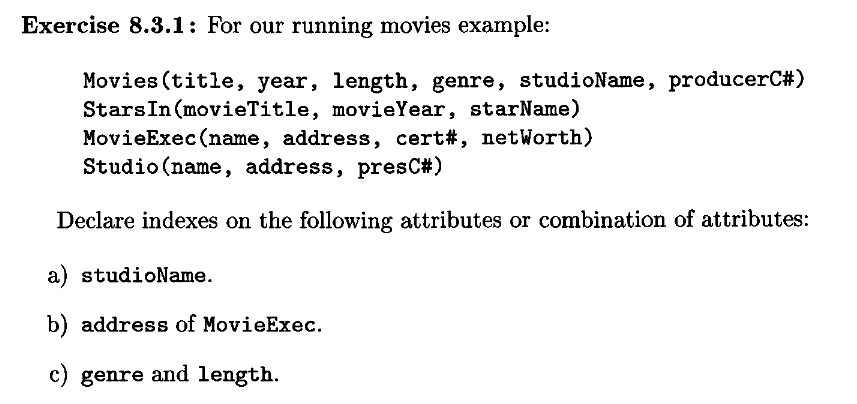 Exercise 8.3.1: For our running movies example:
Movies(title, year, length, genre, studioName, producerC#)
StarsIn(movieTitle, movieYear, starName)
MovieExec(name, address, cert#, netWorth)
Studio(name, address, presC#)
Declare indexes on the following attributes or combination of attributes:
a) studioName.
b) address of MovieExec.
c) genre and length.